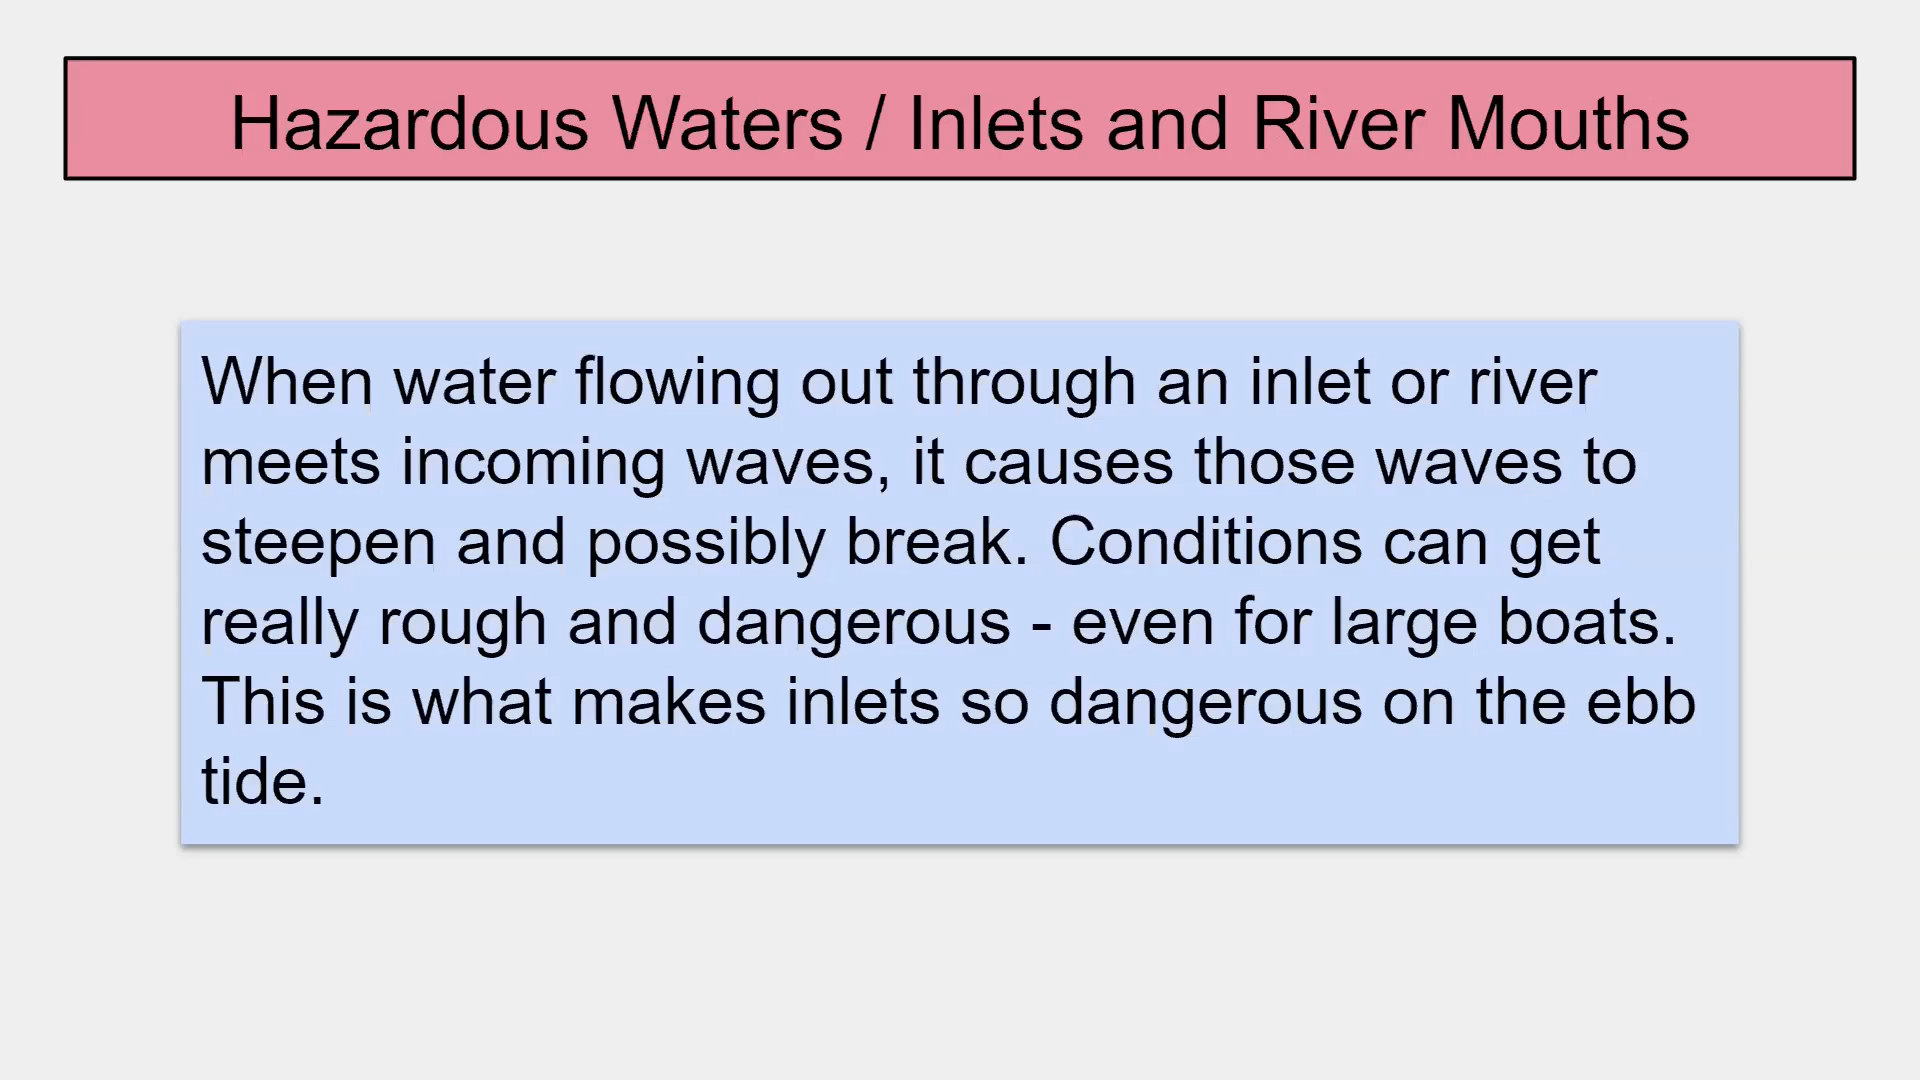 Hazardous Waters / Inlets and River Mouths
When water flowing out through an inlet or river
meets incoming waves, it causes those waves to
steepen and possibly break. Conditions can get
really rough and dangerous - even for large boats.
This is what makes inlets so dangerous on the ebb
tide.